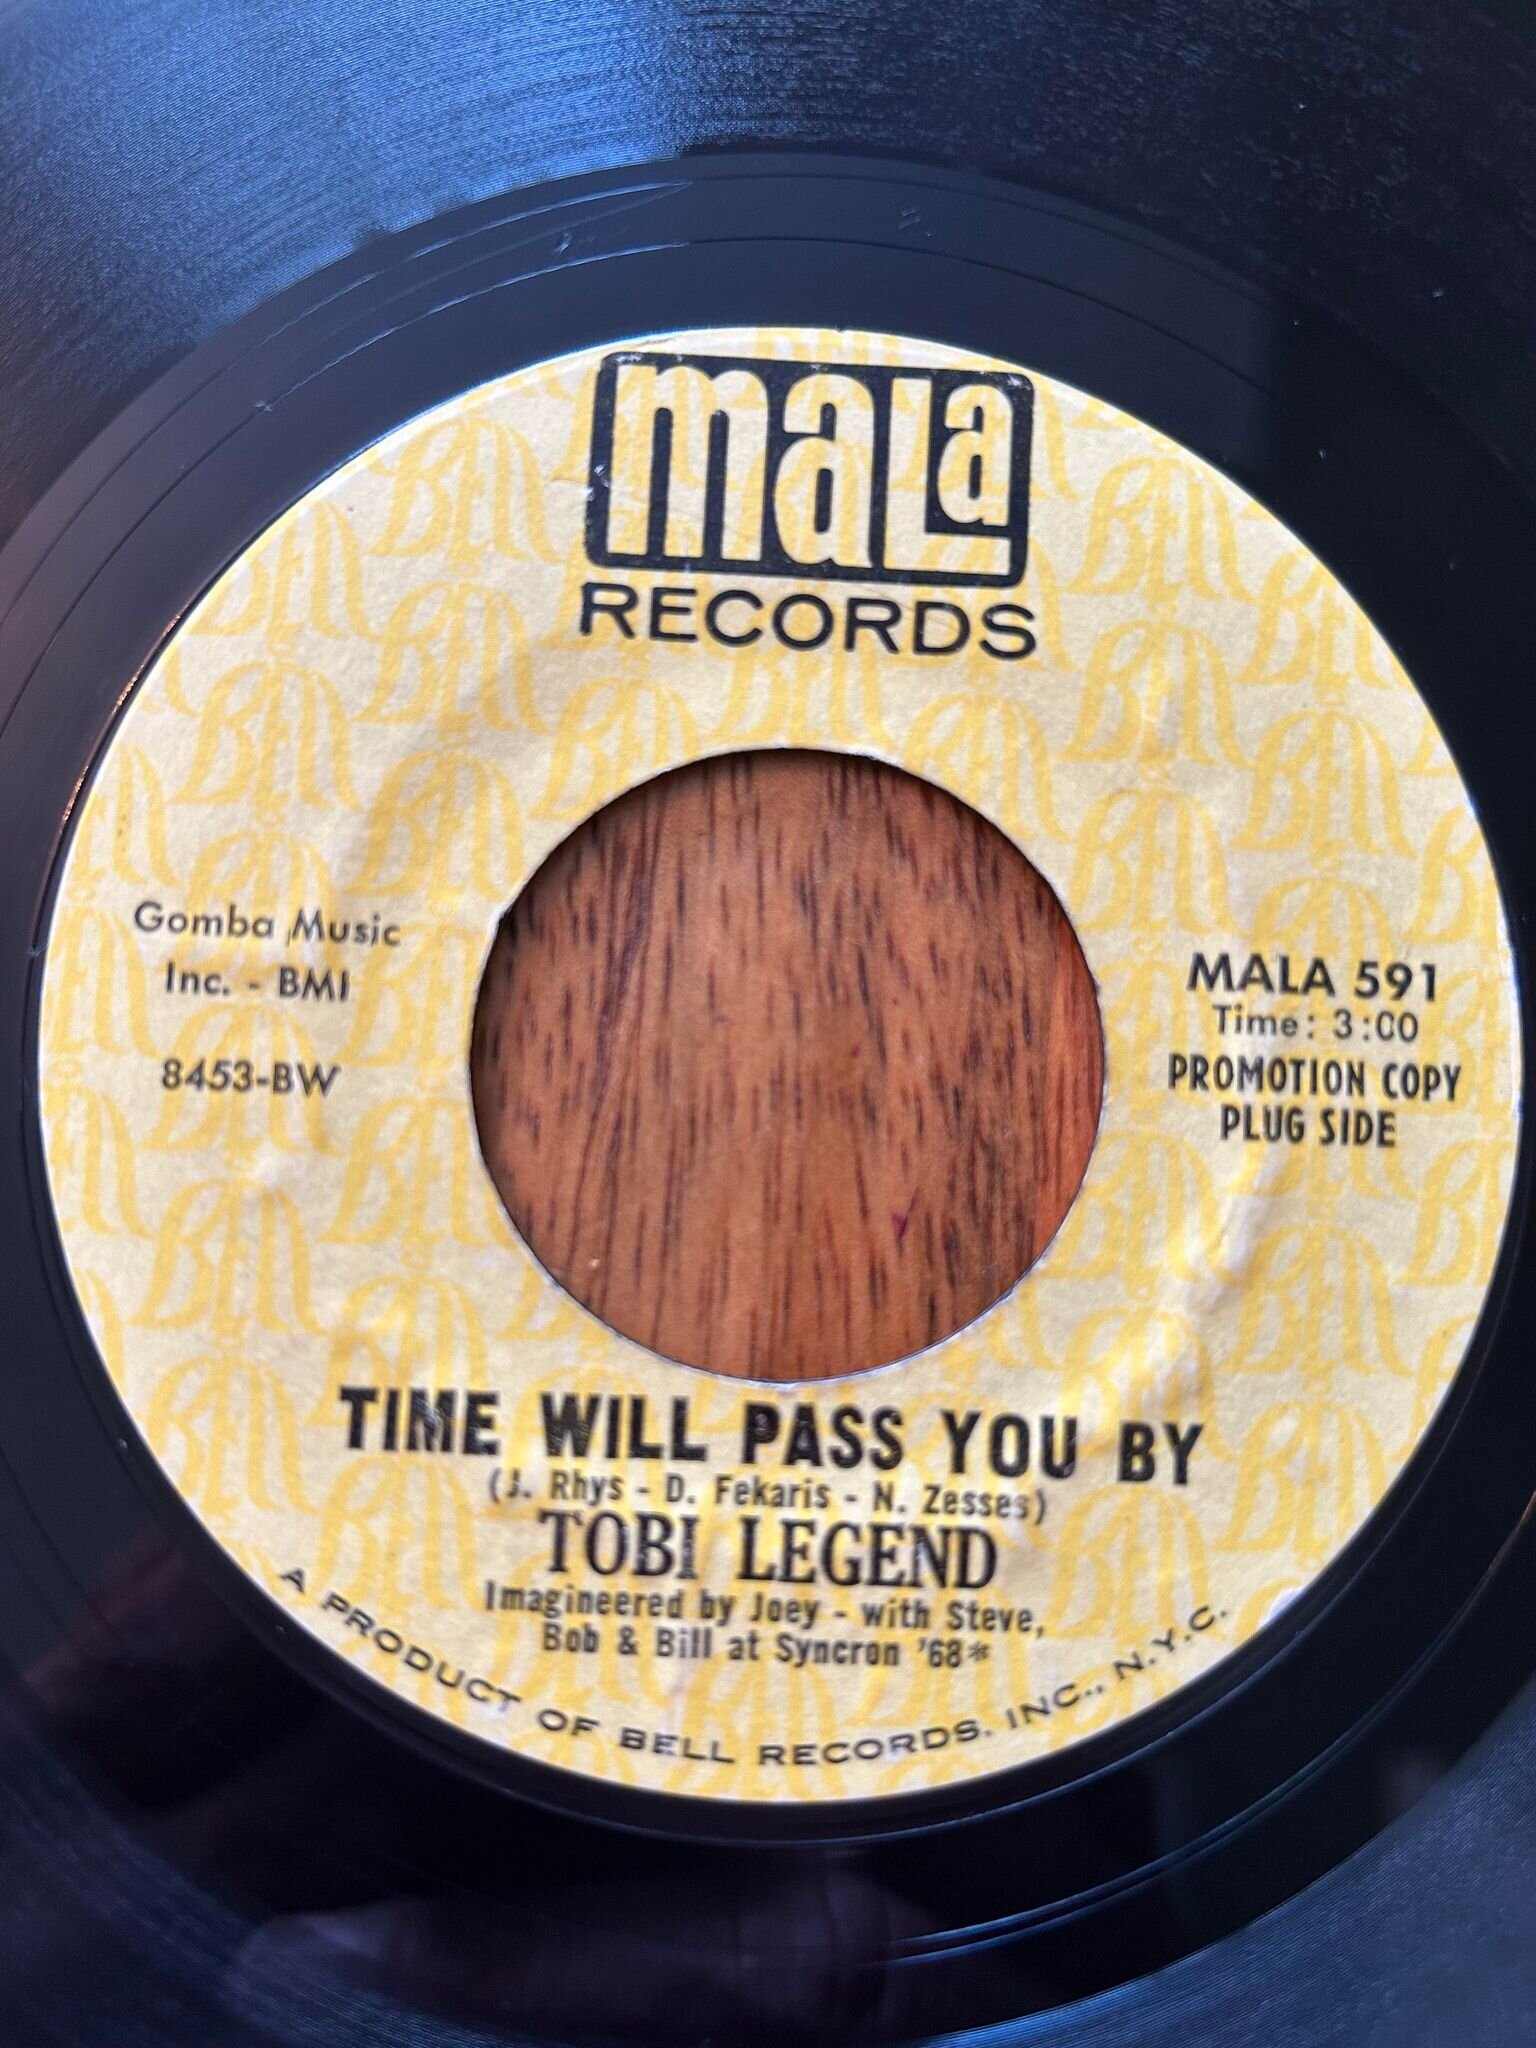 mala
RECORDS
Gomba Music
Inc. - BMI
8453-BW
MALA 591
Time: 3:00
PROMOTION COPY
PLUG SIDE
TIME WILL PASS YOU BY
(J. Rhys - D. Fekaris - N. Zesses)
TOBI LEGEND
Imagineered by Joey - with Steve,
Bob & Bill at Syncron '68*
A PRODUCT OF BELL RECORDS, INC., N.Y.C.